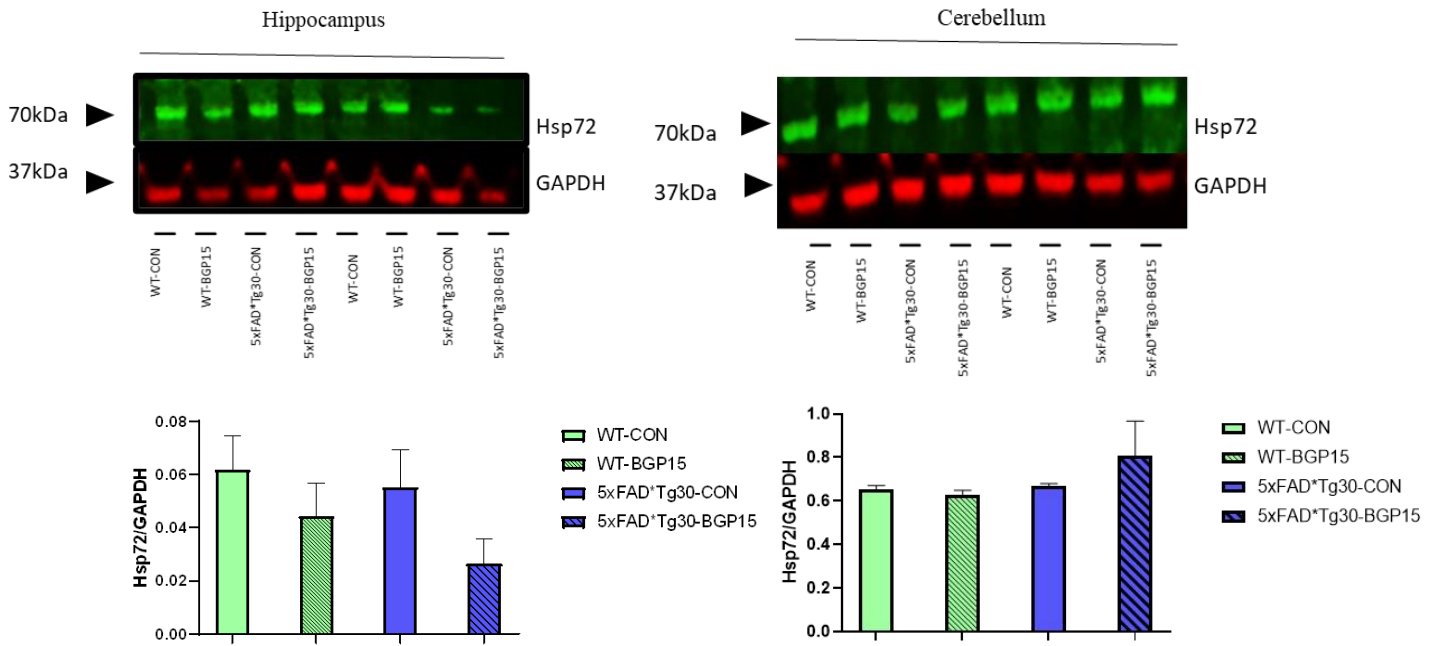 Hippocampus
70kDa
Hsp72
37kDa
GAPDH
WT-CON
WT-BGP15
5xFAD*Tg30-CON
5xFAD*Tg30-BGP15
WT-CON
WT-BGP15
5xFAD*Tg30-CON
5xFAD*Tg30-BGP15
Cerebellum
70kDa
Hsp72
37kDa
GAPDH
WT-CON
WT-BGP15
5xFAD*Tg30-CON
5xFAD*Tg30-BGP15
WT-CON
WT-BGP15
5xFAD*Tg30-CON
5xFAD*Tg30-BGP15
Hsp72/GAPDH
0.08
0.06
0.04
0.02
0.00
WT-CON
WT-BGP15
5xFAD*Tg30-CON
5xFAD*Tg30-BGP15
Hsp72/GAPDH
1.0
0.8
0.6
0.4
0.2
0.0
WT-CON
WT-BGP15
5xFAD*Tg30-CON
5xFAD*Tg30-BGP15